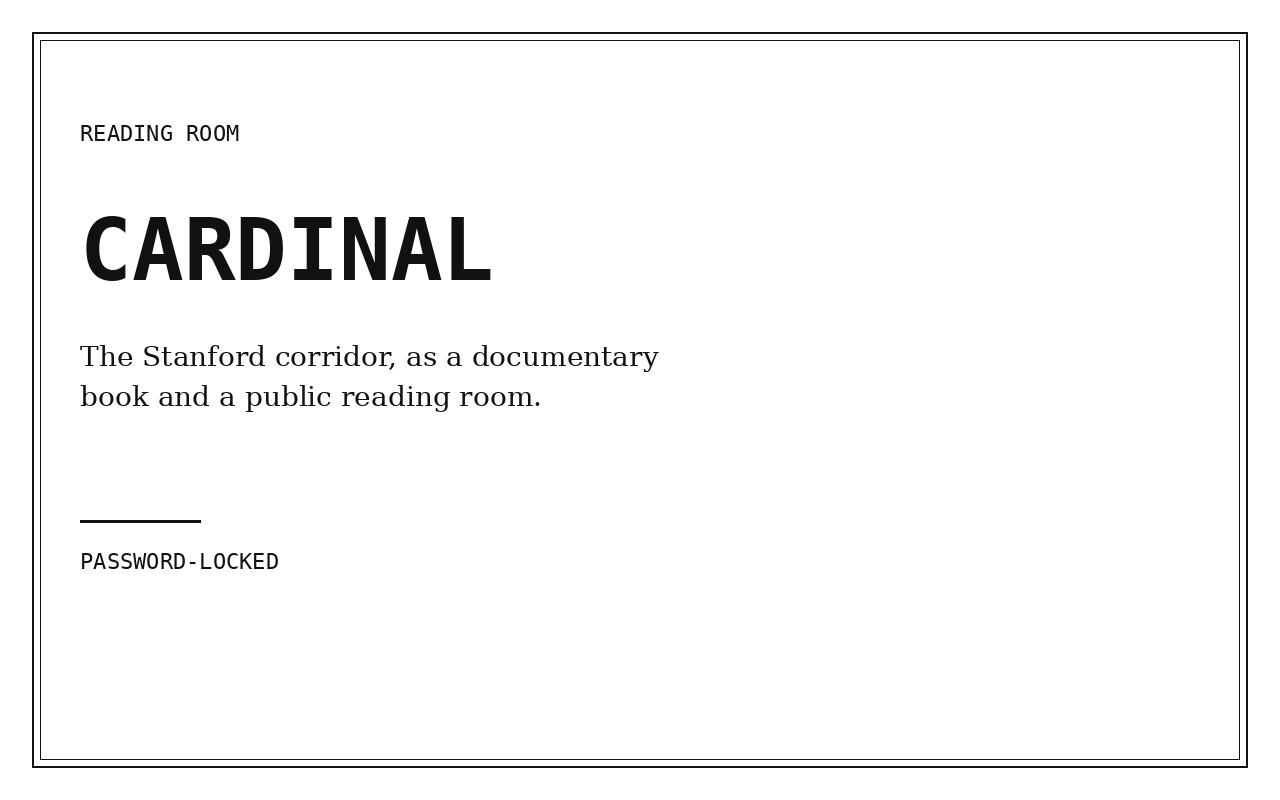 READING ROOM
CARDINAL
The Stanford corridor, as a documentary
book and a public reading room.
PASSWORD-LOCKED